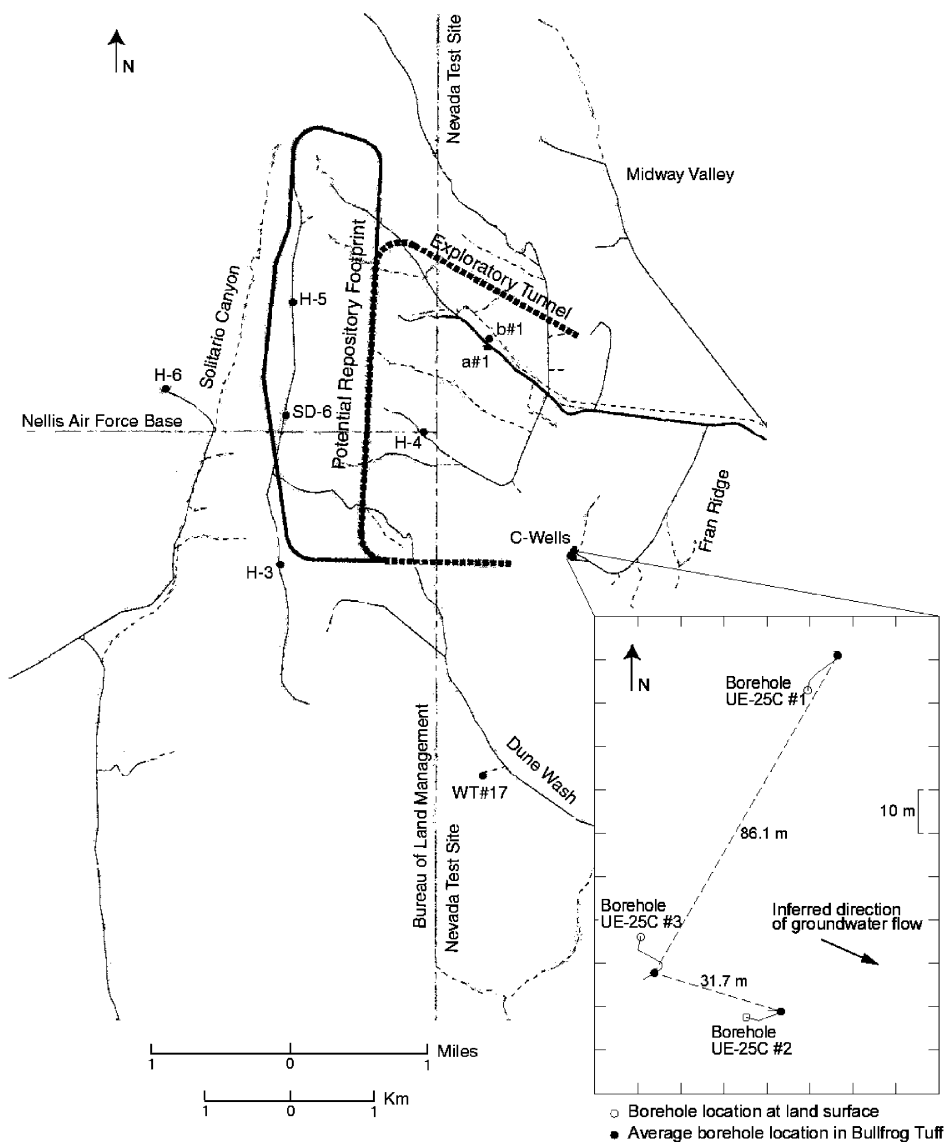 N
Nevada Test Site
Midway Valley
Solitario Canyon
Potential Repository Footprint
Exploratory Tunnel
H-5
b#1
a#1
H-6
SD-6
Nellis Air Force Base
H-4
Fran Ridge
C-Wells
H-3
N
Borehole
UE-25C #1
Bureau of Land Management
Nevada Test Site
Dune Wash
WT#17
10 m
86.1 m
Borehole
UE-25C #3
Inferred direction
of groundwater flow
31.7 m
Borehole
UE-25C #2
Miles
1
0
1
Km
1
0
1
Borehole location at land surface
Average borehole location in Bullfrog Tuff